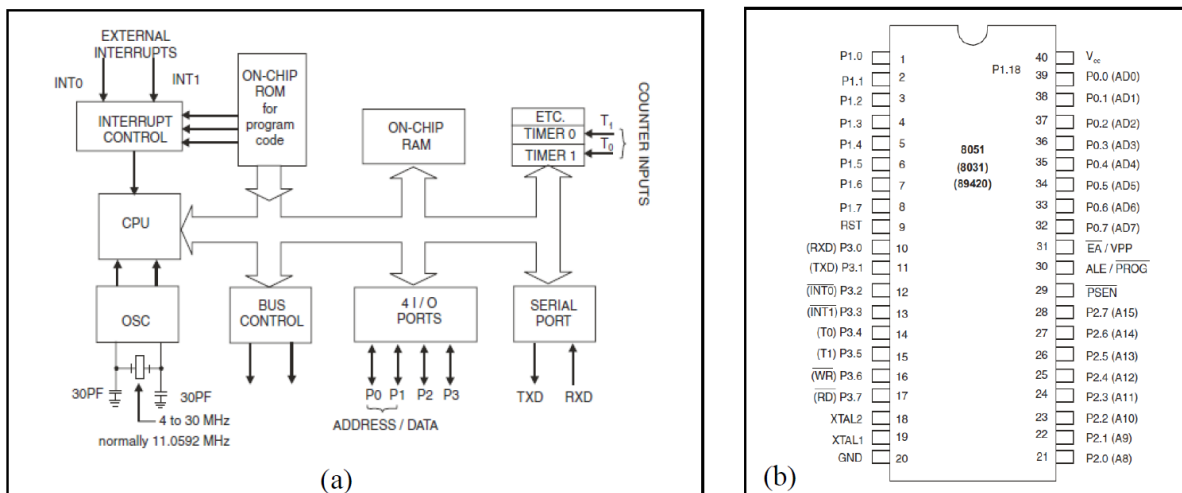 EXTERNAL
INTERRUPTS
INT0
INT1
INTERRUPT
CONTROL
ON-CHIP
ROM
for
program
code
ON-CHIP
RAM
ETC.
TIMER 0
TIMER 1
T1
T0
COUNTER INPUTS
CPU
OSC
BUS
CONTROL
4 I / O
PORTS
SERIAL
PORT
30PF
30PF
4 to 30 MHz
normally 11.0592 MHz
P0 P1 P2 P3
ADDRESS / DATA
TXD RXD
(a)
P1.0 1
P1.1 2
P1.2 3
P1.3 4
P1.4 5
P1.5 6
P1.6 7
P1.7 8
RST 9
(RXD) P3.0 10
(TXD) P3.1 11
(INT0) P3.2 12
(INT1) P3.3 13
(T0) P3.4 14
(T1) P3.5 15
(WR) P3.6 16
(RD) P3.7 17
XTAL2 18
XTAL1 19
GND 20
P1.18
8051
(8031)
(89420)
40 Vcc
39 P0.0 (AD0)
38 P0.1 (AD1)
37 P0.2 (AD2)
36 P0.3 (AD3)
35 P0.4 (AD4)
34 P0.5 (AD5)
33 P0.6 (AD6)
32 P0.7 (AD7)
31 EA / VPP
30 ALE / PROG
29 PSEN
28 P2.7 (A15)
27 P2.6 (A14)
26 P2.5 (A13)
25 P2.4 (A12)
24 P2.3 (A11)
23 P2.2 (A10)
22 P2.1 (A9)
21 P2.0 (A8)
(b)